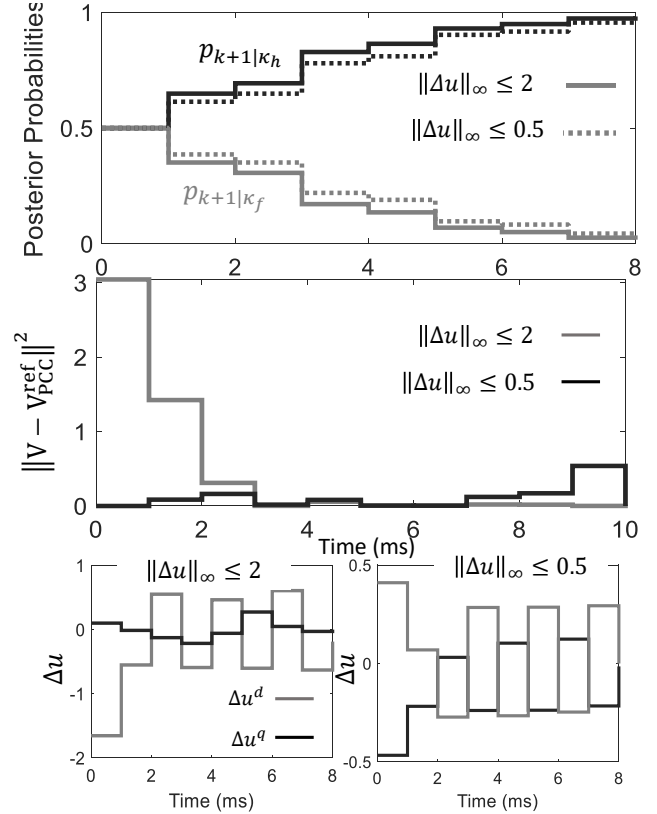 Posterior Probabilities
1
0.5
0
p_{k+1|κ_h}
p_{k+1|κ_f}
‖Δu‖∞ ≤ 2
‖Δu‖∞ ≤ 0.5
0 2 4 6 8
‖V − V_PCC^ref‖²
3
2
1
0
‖Δu‖∞ ≤ 2
‖Δu‖∞ ≤ 0.5
0 2 4 6 8 10
Time (ms)
‖Δu‖∞ ≤ 2
Δu
1
0
-1
-2
Δu^d
Δu^q
0 2 4 6 8
Time (ms)
‖Δu‖∞ ≤ 0.5
Δu
0.5
0
-0.5
0 2 4 6 8
Time (ms)